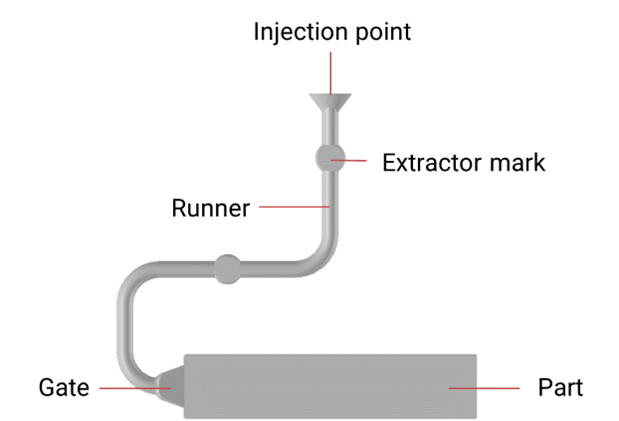 Injection point
Extractor mark
Runner
Gate
Part